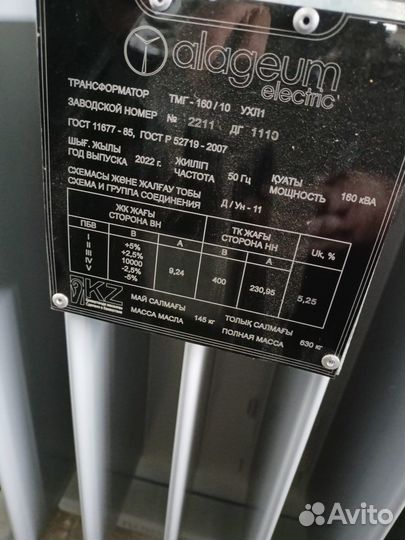 alageum
electric
ТРАНСФОРМАТОР ТМГ - 160 / 10 УХЛ1
ЗАВОДСКОЙ НОМЕР № 2211 ДГ 1110
ГОСТ 11677 - 85, ГОСТ Р 52719 - 2007
ШЫҒ. ЖЫЛЫ ЖИІЛІГІ ҚУАТЫ
ГОД ВЫПУСКА 2022 г. ЧАСТОТА 50 Гц МОЩНОСТЬ 160 кВА
СХЕМАСЫ ЖӘНЕ ЖАЛҒАУ ТОБЫ
СХЕМА И ГРУППА СОЕДИНЕНИЯ Д / Ун - 11
ЖК ЖАҒЫ ТК ЖАҒЫ
ПБВ СТОРОНА ВН СТОРОНА НН Uk, %
В А В А
I +5%
II +2,5%
III 10000 9,24 400 230,95 5,25
IV -2,5%
V -5%
KZ
МАЙ САЛМАҒЫ ТОЛЫҚ САЛМАҒЫ
МАССА МАСЛА 145 кг ПОЛНАЯ МАССА 630 кг
Avito